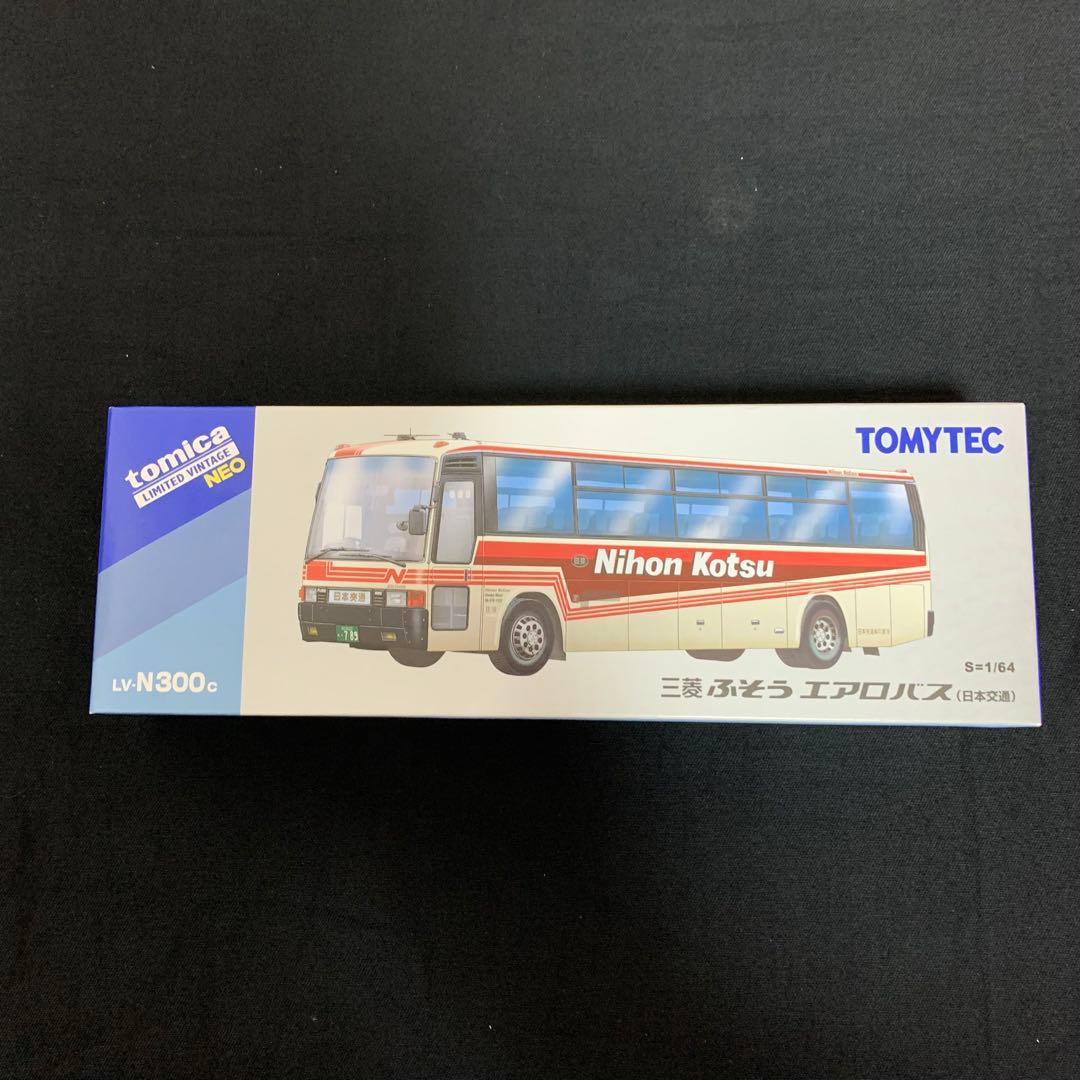 tomica
LIMITED VINTAGE
NEO
LV-N300c
TOMYTEC
Nihon Kotsu
N
日本交通
789
S=1/64
三菱 ふそう エアロバス (日本交通)